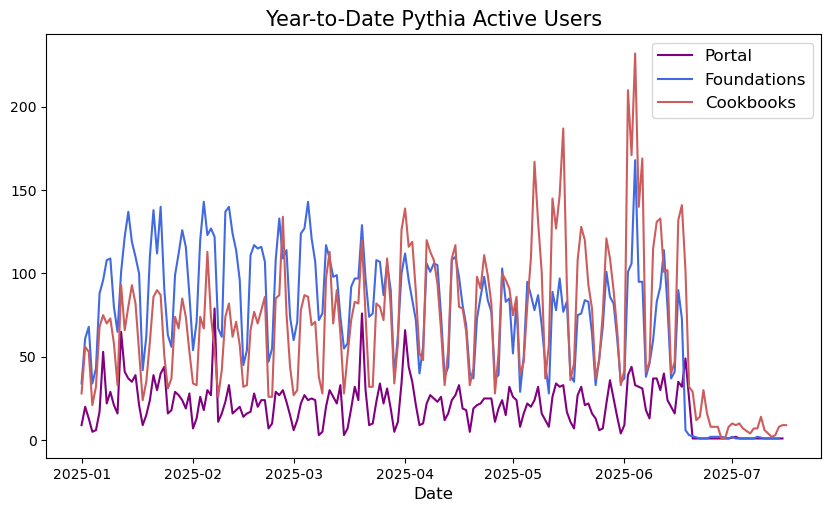 Year-to-Date Pythia Active Users
Portal
Foundations
Cookbooks
200
150
100
50
0
2025-01 2025-02 2025-03 2025-04 2025-05 2025-06 2025-07
Date